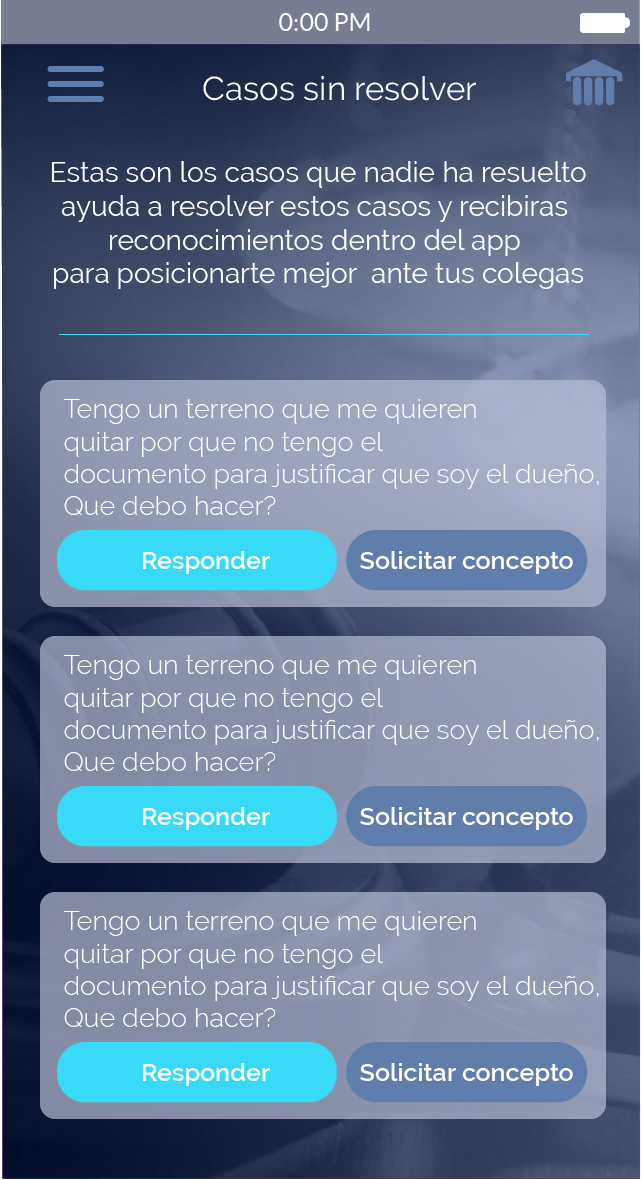 0:00 PM
Casos sin resolver
Estas son los casos que nadie ha resuelto
ayuda a resolver estos casos y recibiras
reconocimientos dentro del app
para posicionarte mejor  ante tus colegas
Tengo un terreno que me quieren
quitar por que no tengo el
documento para justificar que soy el dueño,
Que debo hacer?
Responder
Solicitar concepto
Tengo un terreno que me quieren
quitar por que no tengo el
documento para justificar que soy el dueño,
Que debo hacer?
Responder
Solicitar concepto
Tengo un terreno que me quieren
quitar por que no tengo el
documento para justificar que soy el dueño,
Que debo hacer?
Responder
Solicitar concepto